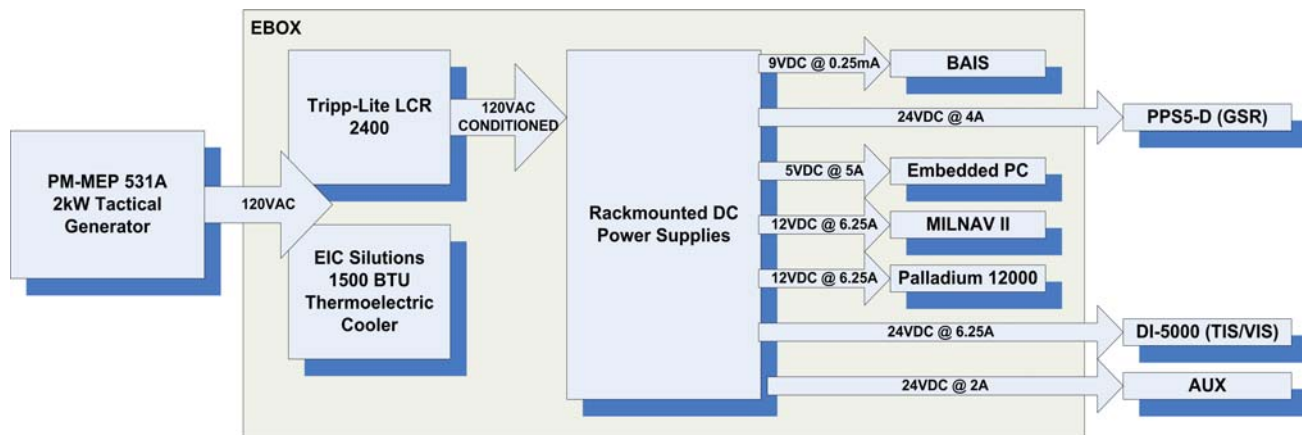 EBOX
PM-MEP 531A
2kW Tactical
Generator
120VAC
Tripp-Lite LCR
2400
EIC Silutions
1500 BTU
Thermoelectric
Cooler
120VAC
CONDITIONED
Rackmounted DC
Power Supplies
9VDC @ 0.25mA
BAIS
24VDC @ 4A
PPS5-D (GSR)
5VDC @ 5A
Embedded PC
12VDC @ 6.25A
MILNAV II
12VDC @ 6.25A
Palladium 12000
24VDC @ 6.25A
DI-5000 (TIS/VIS)
24VDC @ 2A
AUX